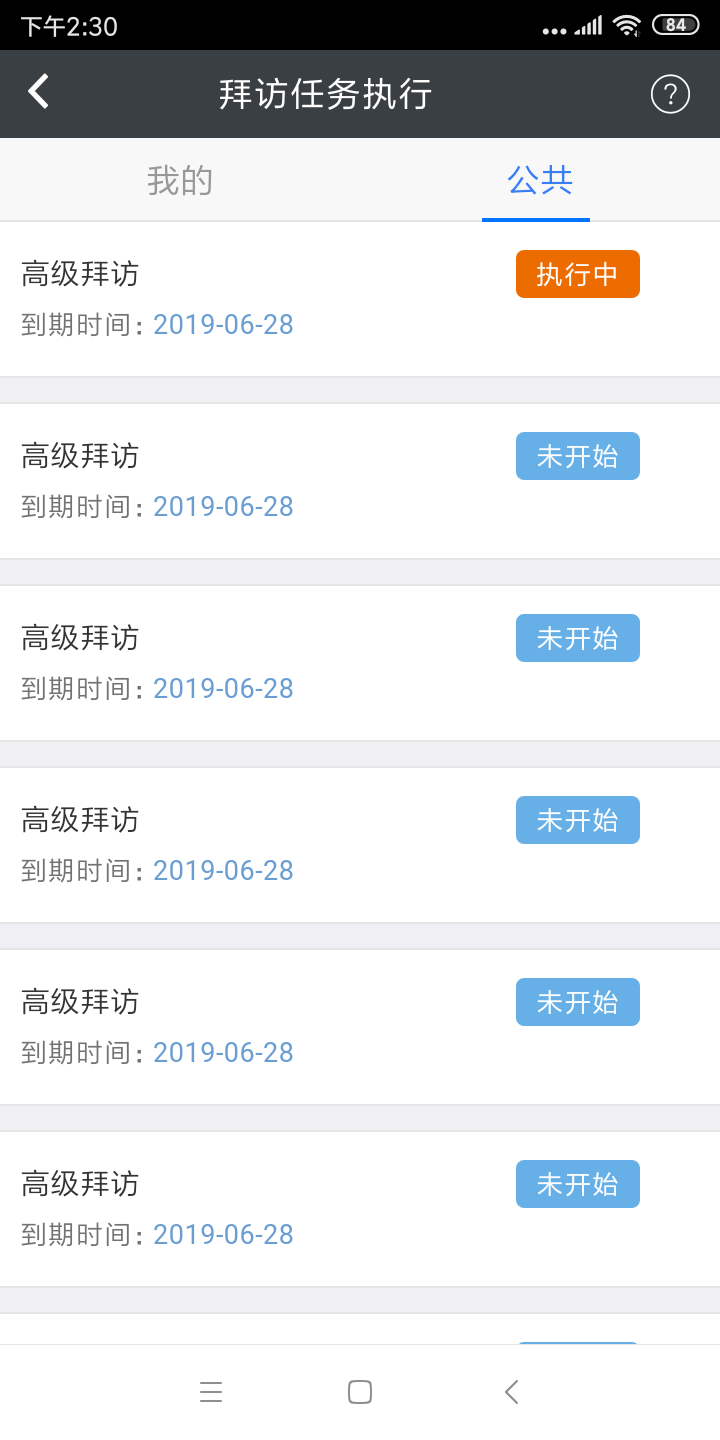 下午2:30
84
拜访任务执行
?
我的
公共
高级拜访
执行中
到期时间: 2019-06-28
高级拜访
未开始
到期时间: 2019-06-28
高级拜访
未开始
到期时间: 2019-06-28
高级拜访
未开始
到期时间: 2019-06-28
高级拜访
未开始
到期时间: 2019-06-28
高级拜访
未开始
到期时间: 2019-06-28